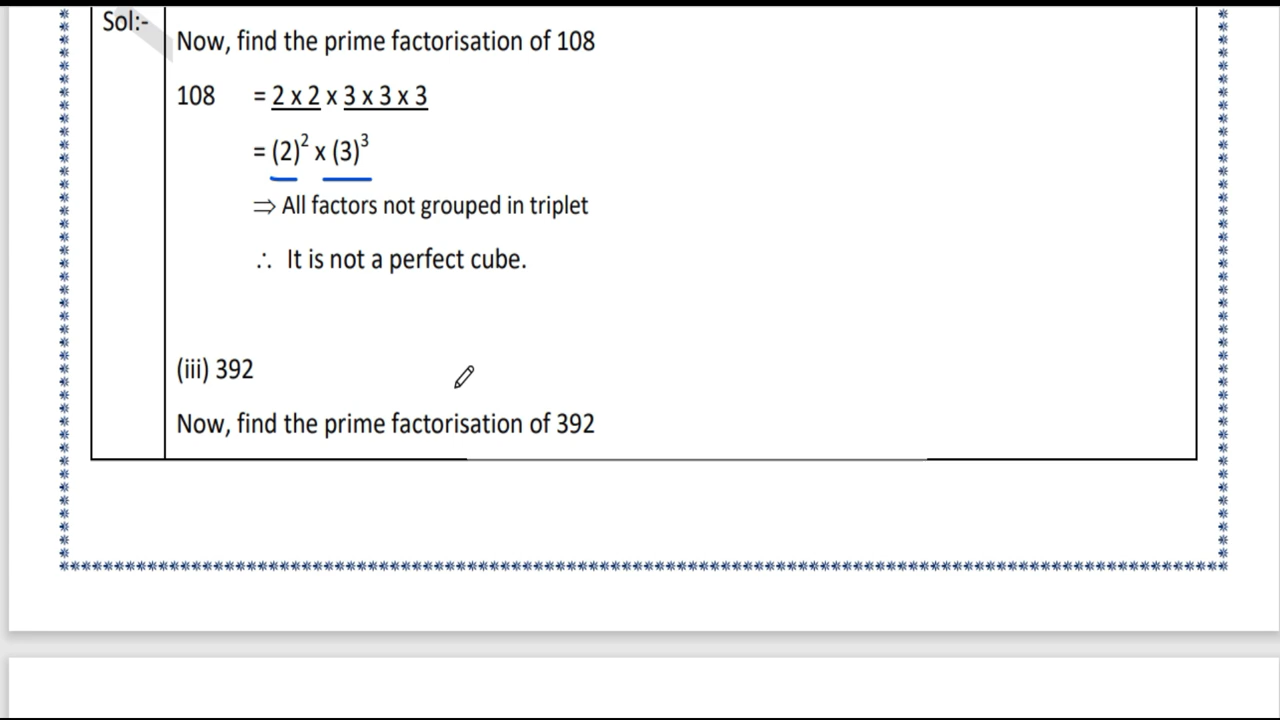 Sol:-
Now, find the prime factorisation of 108
108 = 2 x 2 x 3 x 3 x 3
= (2)² x (3)³
⇒ All factors not grouped in triplet
∴ It is not a perfect cube.
(iii) 392
Now, find the prime factorisation of 392